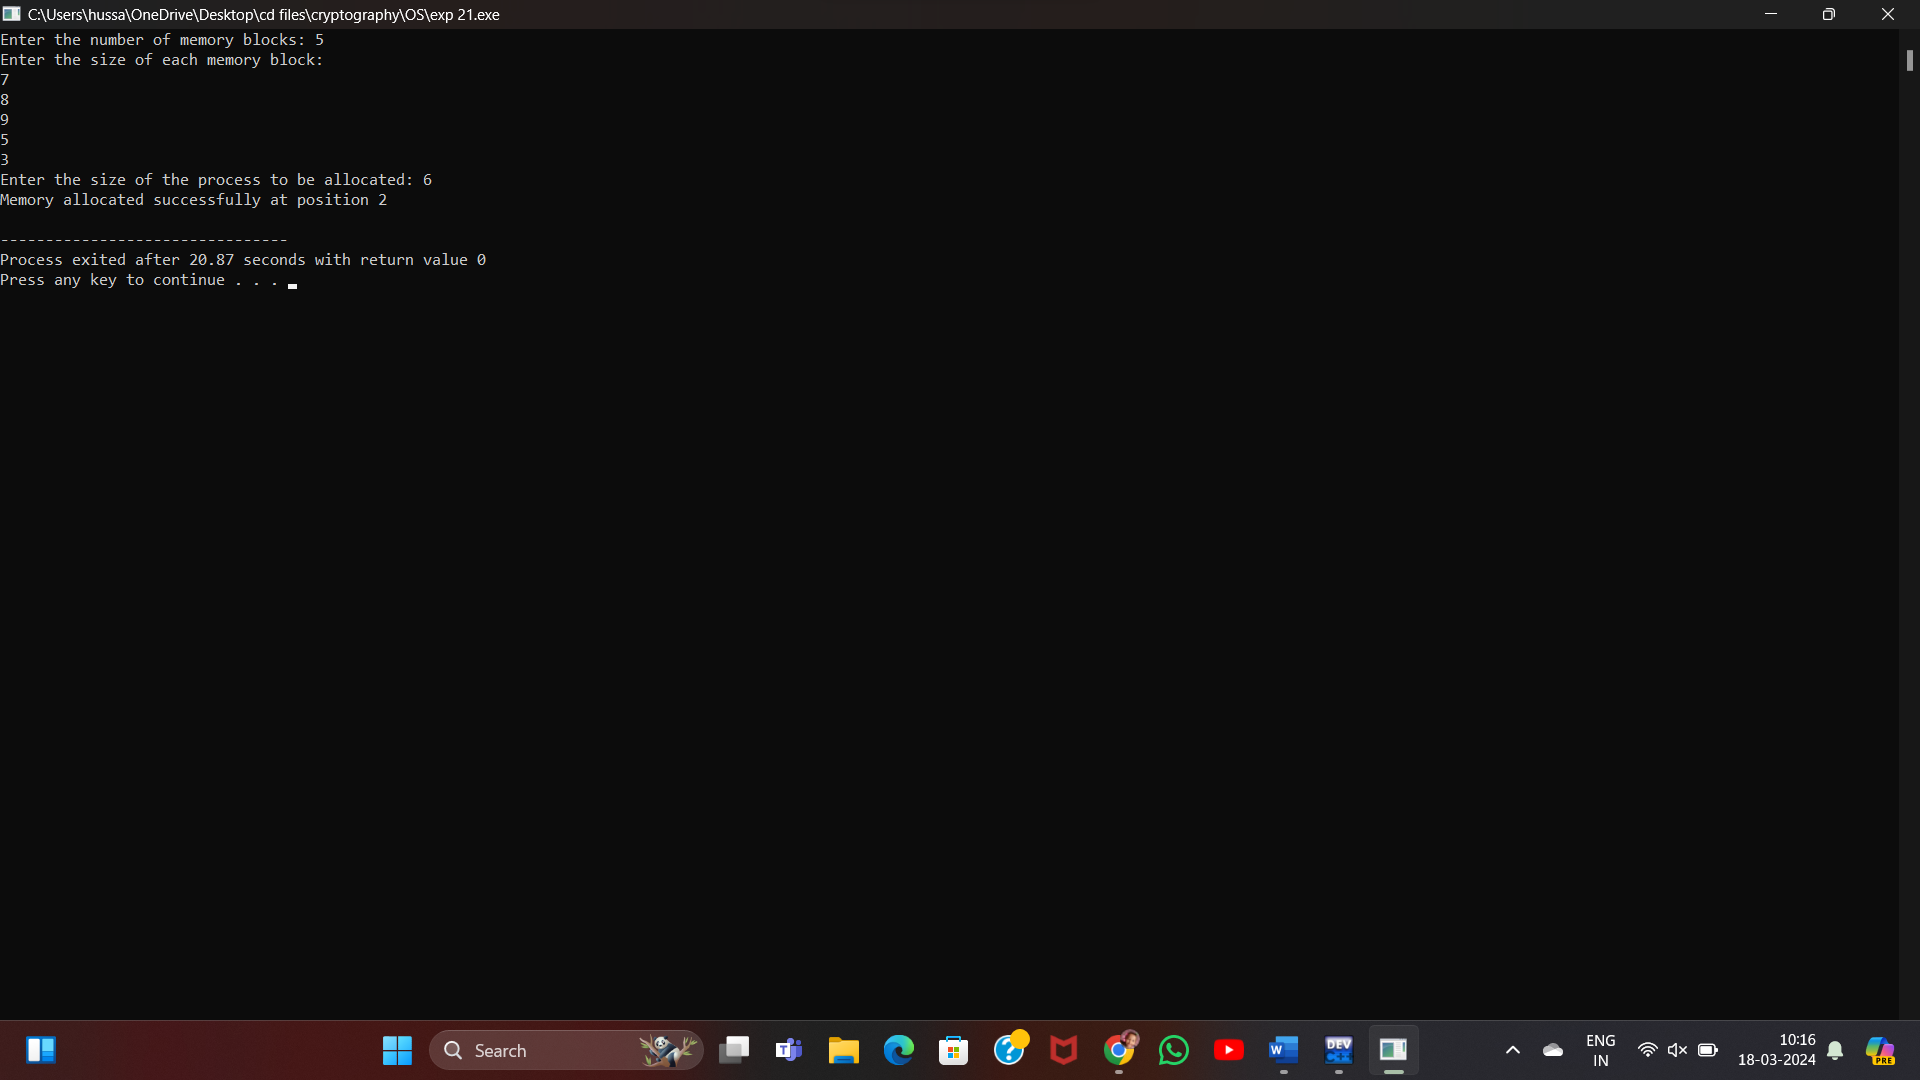 C:\Users\hussa\OneDrive\Desktop\cd files\cryptography\OS\exp 21.exe
Enter the number of memory blocks: 5
Enter the size of each memory block:
7
8
9
5
3
Enter the size of the process to be allocated: 6
Memory allocated successfully at position 2
--------------------------------
Process exited after 20.87 seconds with return value 0
Press any key to continue . . .
Search
DEV
C++
ENG
IN
10:16
18-03-2024
PRE